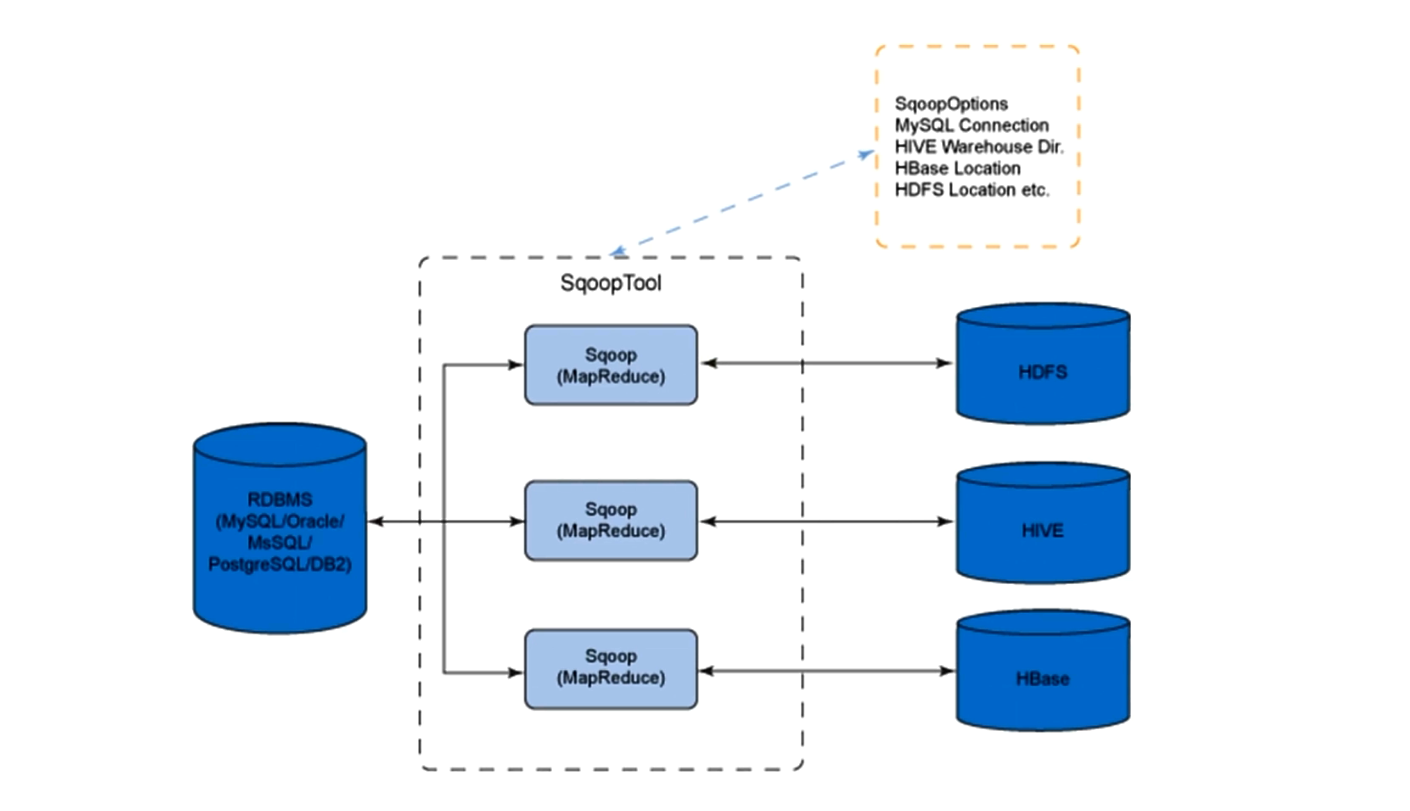 SqoopOptions
MySQL Connection
HIVE Warehouse Dir.
HBase Location
HDFS Location etc.
SqoopTool
Sqoop
(MapReduce)
HDFS
RDBMS
(MySQL/Oracle/
MsSQL/
PostgreSQL/DB2)
Sqoop
(MapReduce)
HIVE
Sqoop
(MapReduce)
HBase